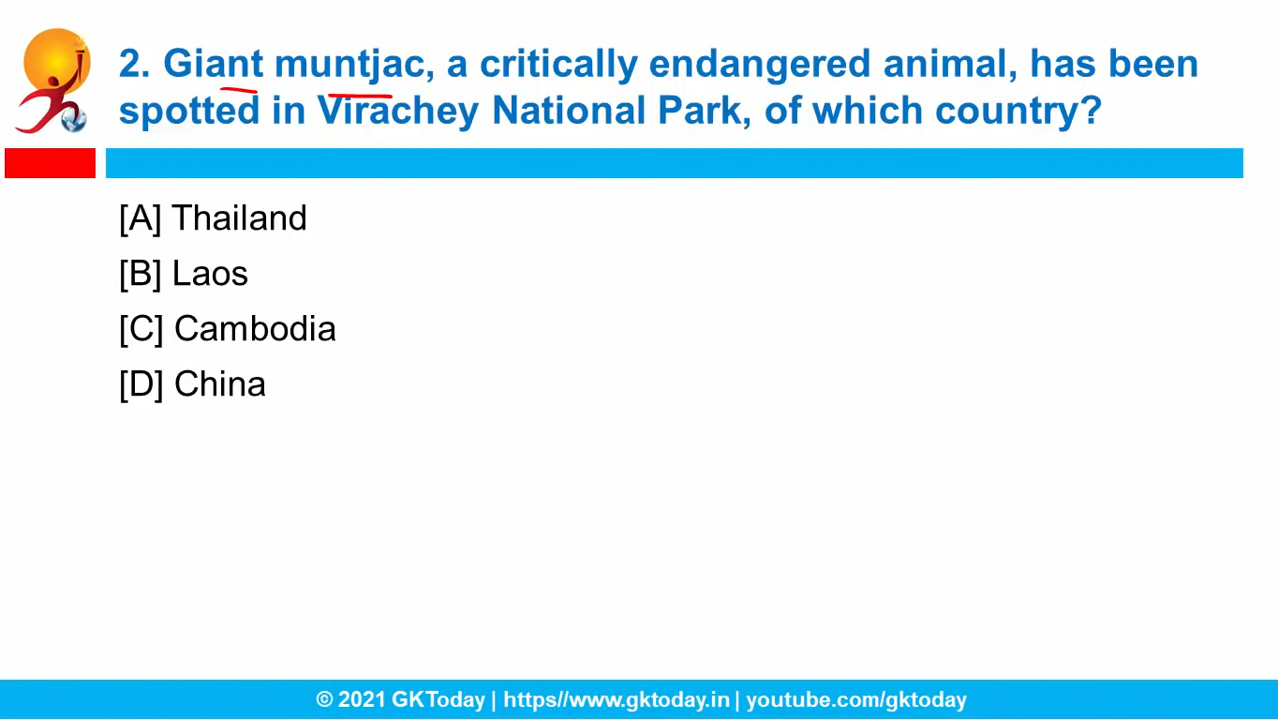 2. Giant muntjac, a critically endangered animal, has been
spotted in Virachey National Park, of which country?
[A] Thailand
[B] Laos
[C] Cambodia
[D] China
© 2021 GKToday | https//www.gktoday.in | youtube.com/gktoday